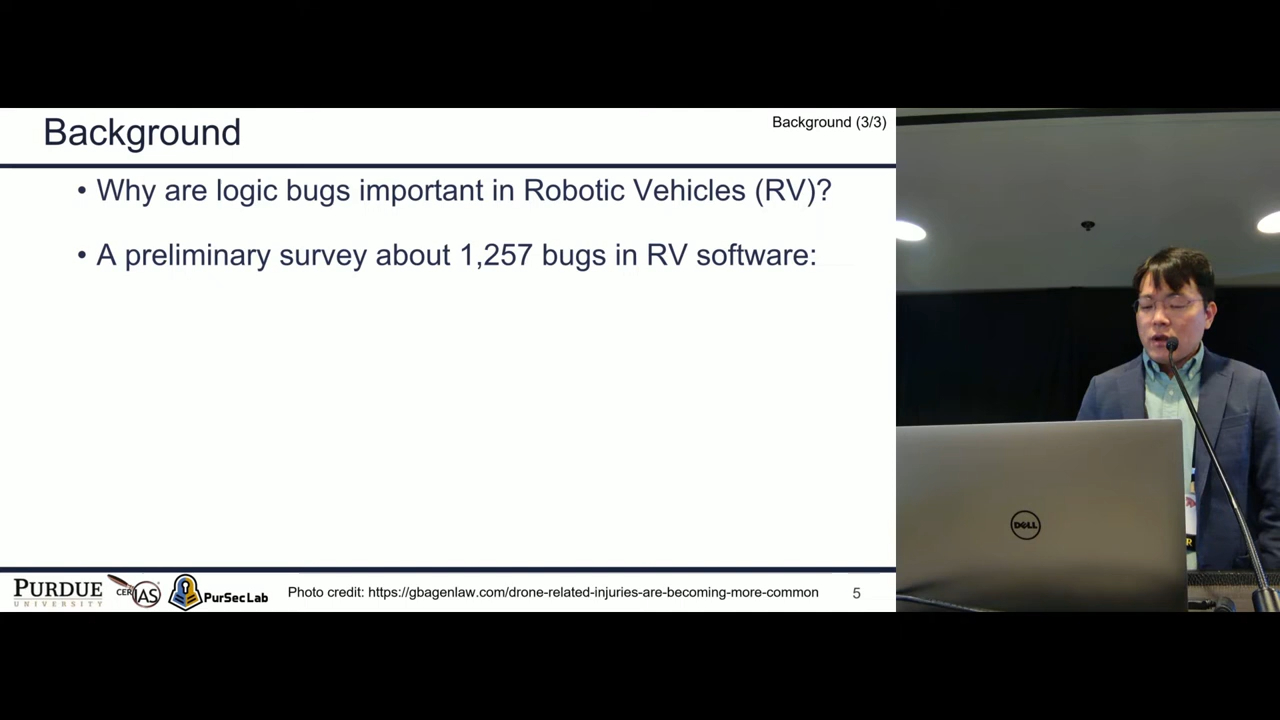 Background
Background (3/3)
• Why are logic bugs important in Robotic Vehicles (RV)?
• A preliminary survey about 1,257 bugs in RV software:
PURDUE
UNIVERSITY
CERIAS
PurSecLab
Photo credit: https://gbagenlaw.com/drone-related-injuries-are-becoming-more-common
5
DELL